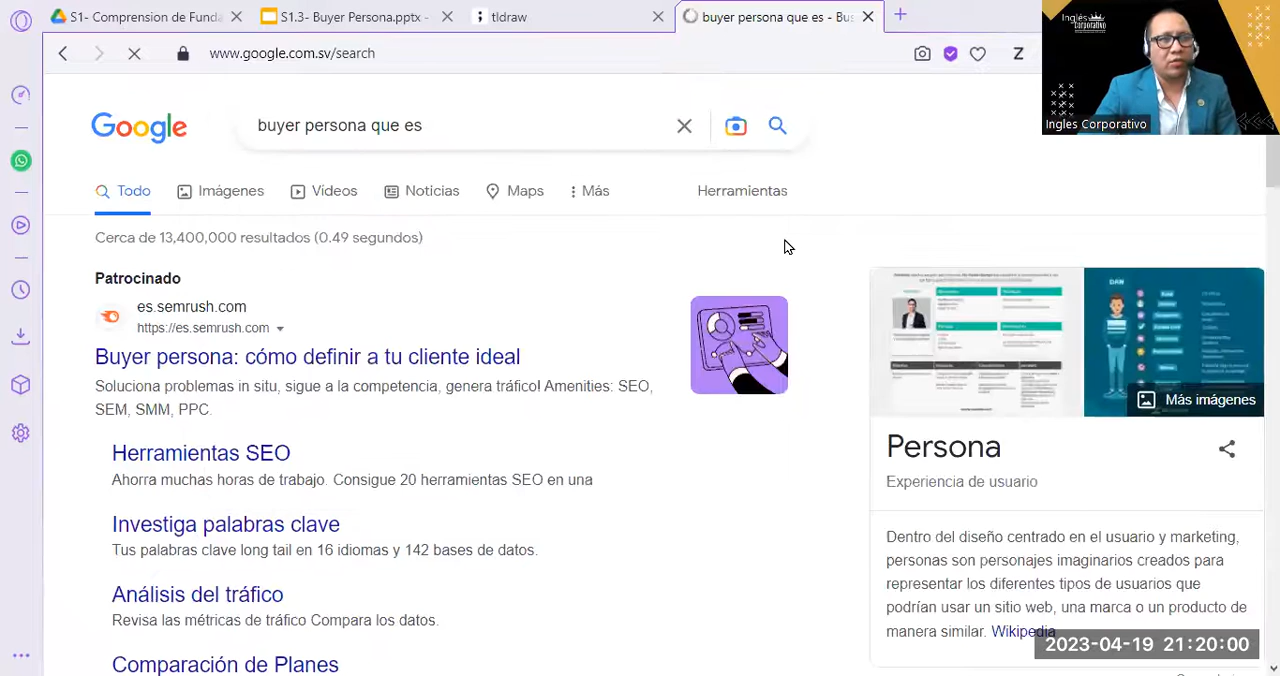 S1- Comprension de Funda
S1.3- Buyer Persona.pptx -
tldraw
buyer persona que es - Bus
www.google.com.sv/search
Z
Inglés
Corporativo
Ingles Corporativo
Google
buyer persona que es
Todo
Imágenes
Vídeos
Noticias
Maps
Más
Herramientas
Cerca de 13,400,000 resultados (0.49 segundos)
Patrocinado
es.semrush.com
https://es.semrush.com
Buyer persona: cómo definir a tu cliente ideal
Soluciona problemas in situ, sigue a la competencia, genera tráfico! Amenities: SEO,
SEM, SMM, PPC.
Herramientas SEO
Ahorra muchas horas de trabajo. Consigue 20 herramientas SEO en una
Investiga palabras clave
Tus palabras clave long tail en 16 idiomas y 142 bases de datos.
Análisis del tráfico
Revisa las métricas de tráfico Compara los datos.
Comparación de Planes
DAN
Más imágenes
Persona
Experiencia de usuario
Dentro del diseño centrado en el usuario y marketing,
personas son personajes imaginarios creados para
representar los diferentes tipos de usuarios que
podrían usar un sitio web, una marca o un producto de
manera similar. Wikipedia
2023-04-19 21:20:00